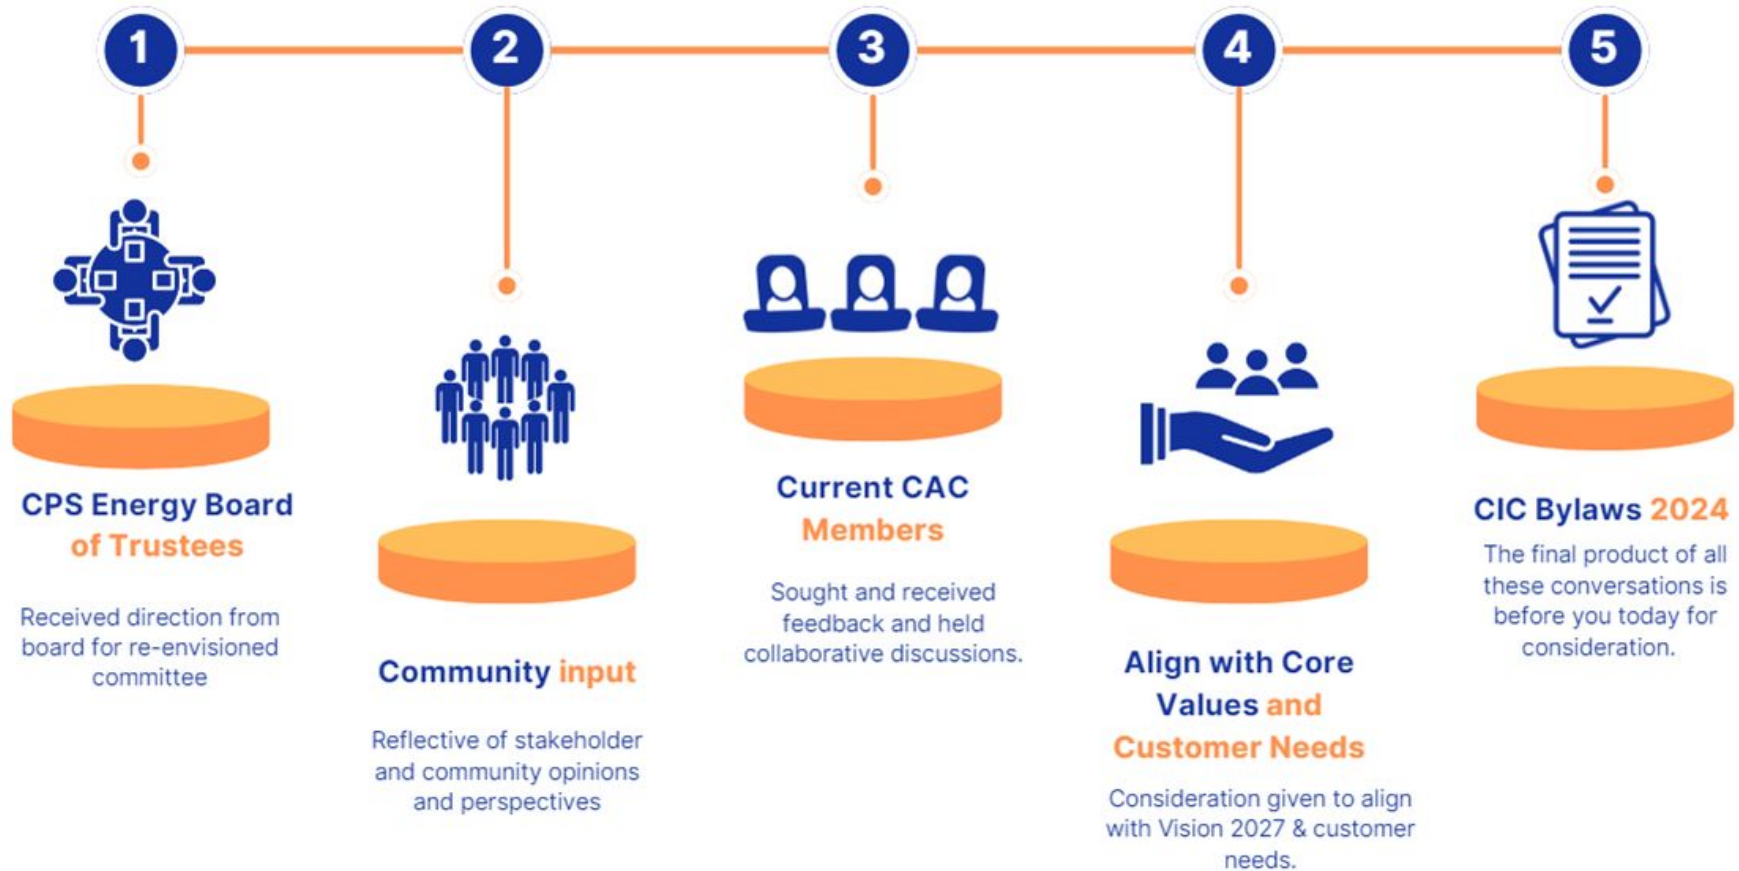 1
2
3
4
5
CPS Energy Board
of Trustees
Received direction from
board for re-envisioned
committee
Community input
Reflective of stakeholder
and community opinions
and perspectives
Current CAC
Members
Sought and received
feedback and held
collaborative discussions.
Align with Core
Values and
Customer Needs
Consideration given to align
with Vision 2027 & customer
needs.
CIC Bylaws 2024
The final product of all
these conversations is
before you today for
consideration.